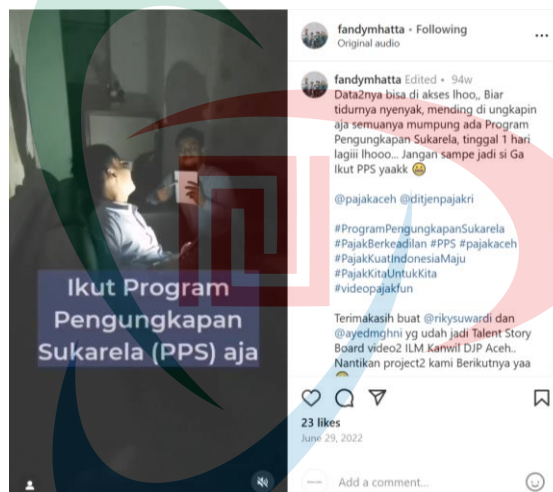 Ikut Program
Pengungkapan
Sukarela (PPS) aja
fandymhatta • Following
Original audio
fandymhatta Edited • 94w
Data2nya bisa di akses lhoo,, Biar
tidurnya nyenyak, mending di ungkapin
aja semuanya mumpung ada Program
Pengungkapan Sukarela, tinggal 1 hari
lagiii lhooo... Jangan sampe jadi si Ga
Ikut PPS yaakk 😄
@pajakaceh @ditjenpajakri
#ProgramPengungkapanSukarela
#PajakBerkeadilan #PPS #pajakaceh
#PajakKuatIndonesiaMaju
#PajakKitaUntukKita
#videopajakfun
Terimakasih buat @rikysuwardi dan
@ayedmghni yg udah jadi Talent Story
Board video2 ILM Kanwil DJP Aceh..
Nantikan project2 kami Berikutnya yaa
23 likes
June 29, 2022
Add a comment...